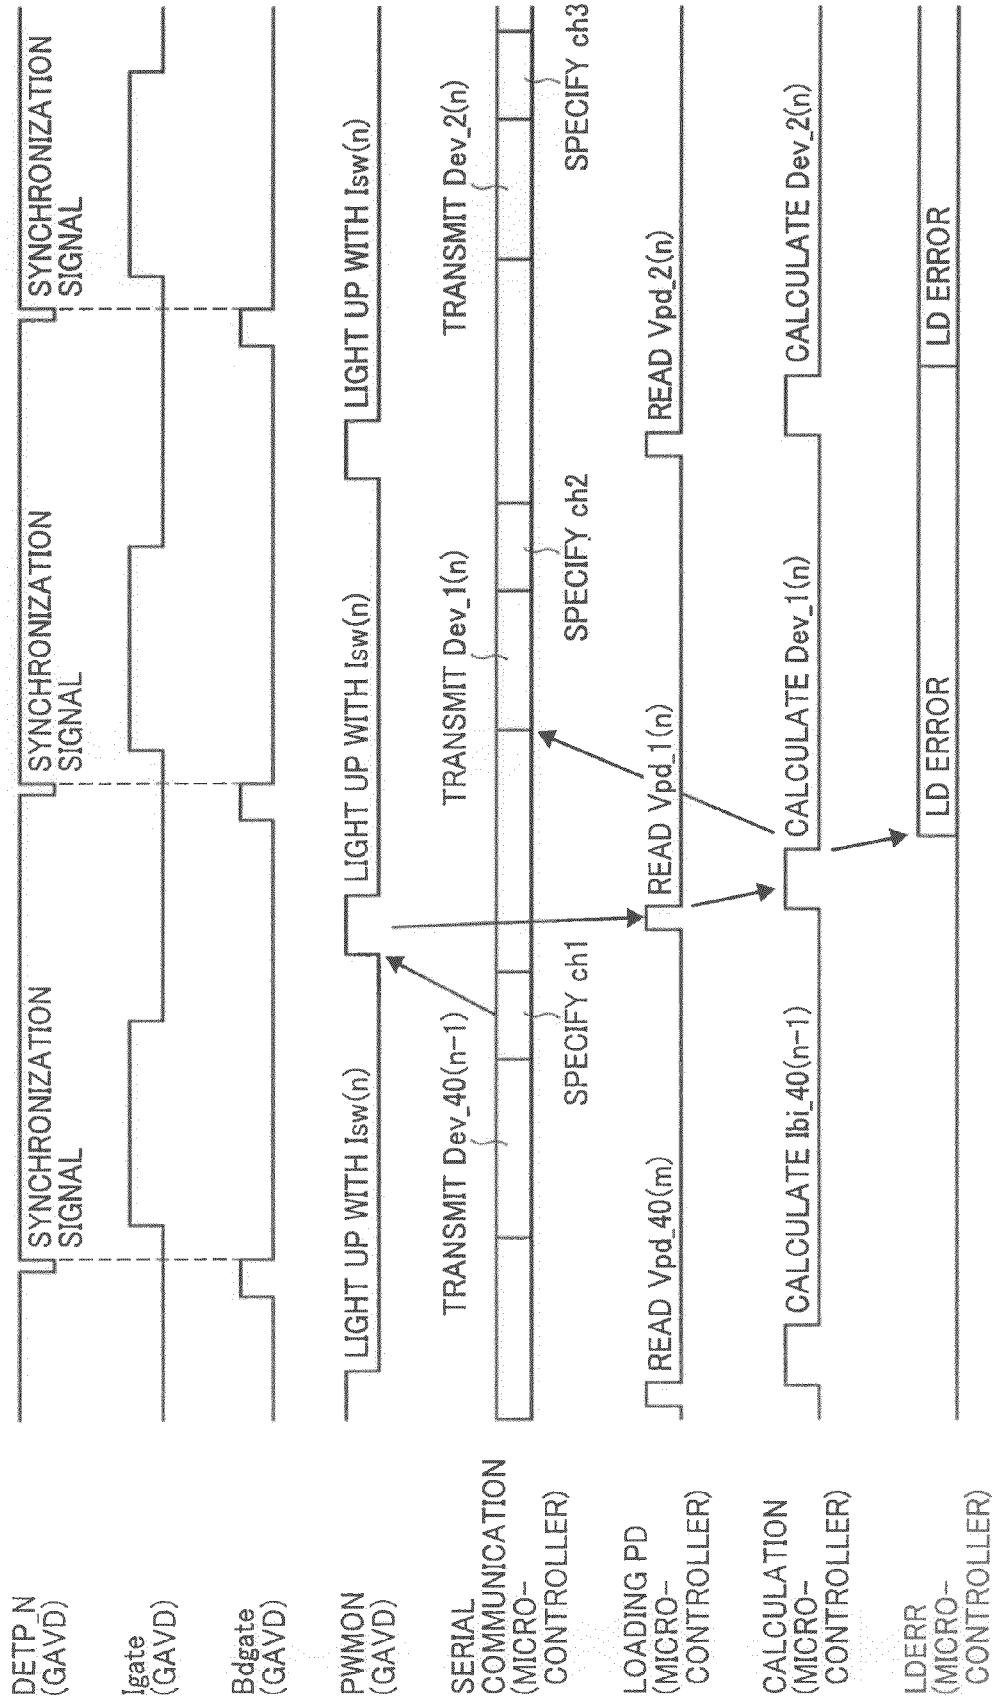 DETP_N
(GAVD)
SYNCHRONIZATION
SIGNAL
SYNCHRONIZATION
SIGNAL
SYNCHRONIZATION
SIGNAL
Igate
(GAVD)
Bdgate
(GAVD)
PWMON
(GAVD)
LIGHT UP WITH Isw(n)
LIGHT UP WITH Isw(n)
LIGHT UP WITH Isw(n)
SERIAL
COMMUNICATION
(MICRO-
CONTROLLER)
TRANSMIT Dev_40(n-1)
TRANSMIT Dev_1(n)
TRANSMIT Dev_2(n)
SPECIFY ch1
SPECIFY ch2
SPECIFY ch3
LOADING PD
(MICRO-
CONTROLLER)
READ Vpd_40(m)
READ Vpd_1(n)
READ Vpd_2(n)
CALCULATION
(MICRO-
CONTROLLER)
CALCULATE Ibi_40(n-1)
CALCULATE Dev_1(n)
CALCULATE Dev_2(n)
LDERR
(MICRO-
CONTROLLER)
LD ERROR
LD ERROR